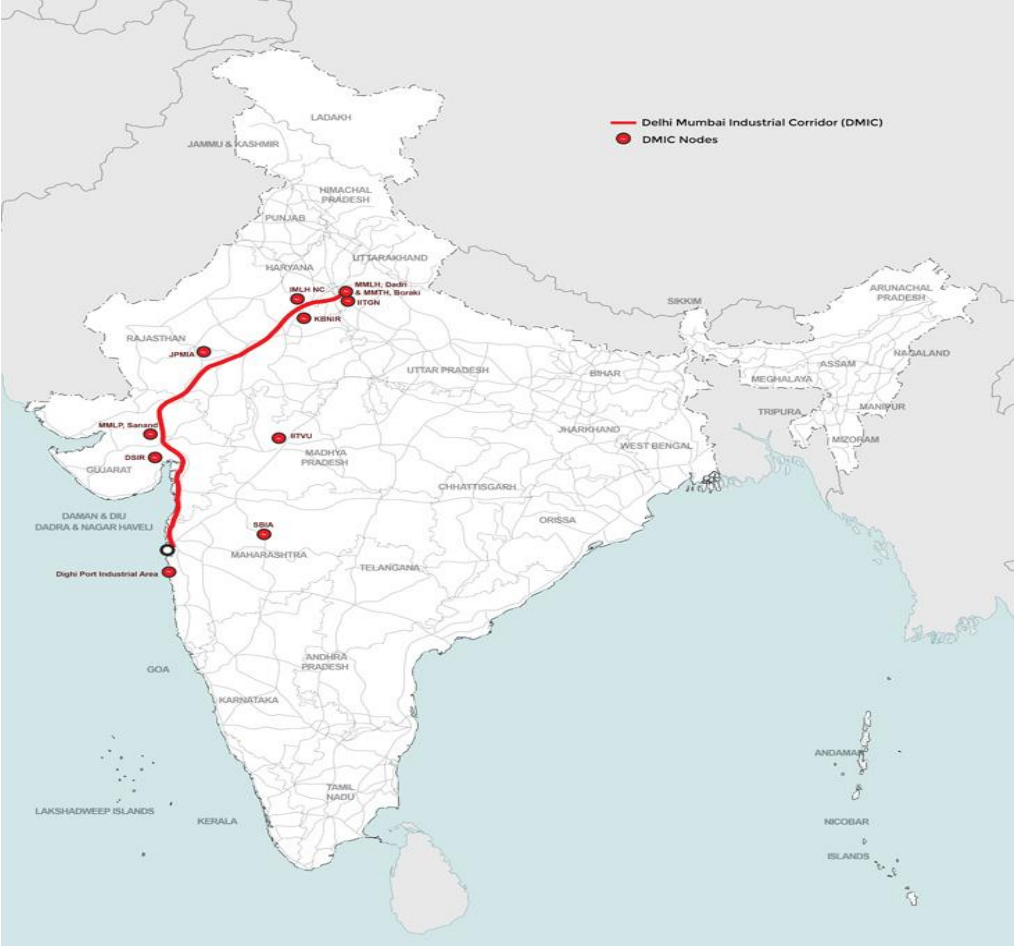 LADAKH
Delhi Mumbai Industrial Corridor (DMIC)
DMIC Nodes
JAMMU & KASHMIR
HIMACHAL
PRADESH
PUNJAB
UTTARAKHAND
HARYANA
MMLH, Dadri
& MMTH, Boraki
IMLH NC
IITGN
KBNIR
ARUNACHAL
PRADESH
SIKKIM
RAJASTHAN
JPMIA
NAGALAND
ASSAM
UTTAR PRADESH
BIHAR
MEGHALAYA
MANIPUR
TRIPURA
MMLP, Sanand
IITVU
JHARKHAND
WEST BENGAL
MIZORAM
MADHYA
PRADESH
DSIR
GUJARAT
CHHATTISGARH
DAMAN & DIU
DADRA & NAGAR HAVELI
SBIA
ORISSA
MAHARASHTRA
TELANGANA
Dighi Port Industrial Area
ANDHRA
PRADESH
GOA
KARNATAKA
ANDAMAN
TAMIL
NADU
LAKSHADWEEP ISLANDS
KERALA
NICOBAR
ISLANDS